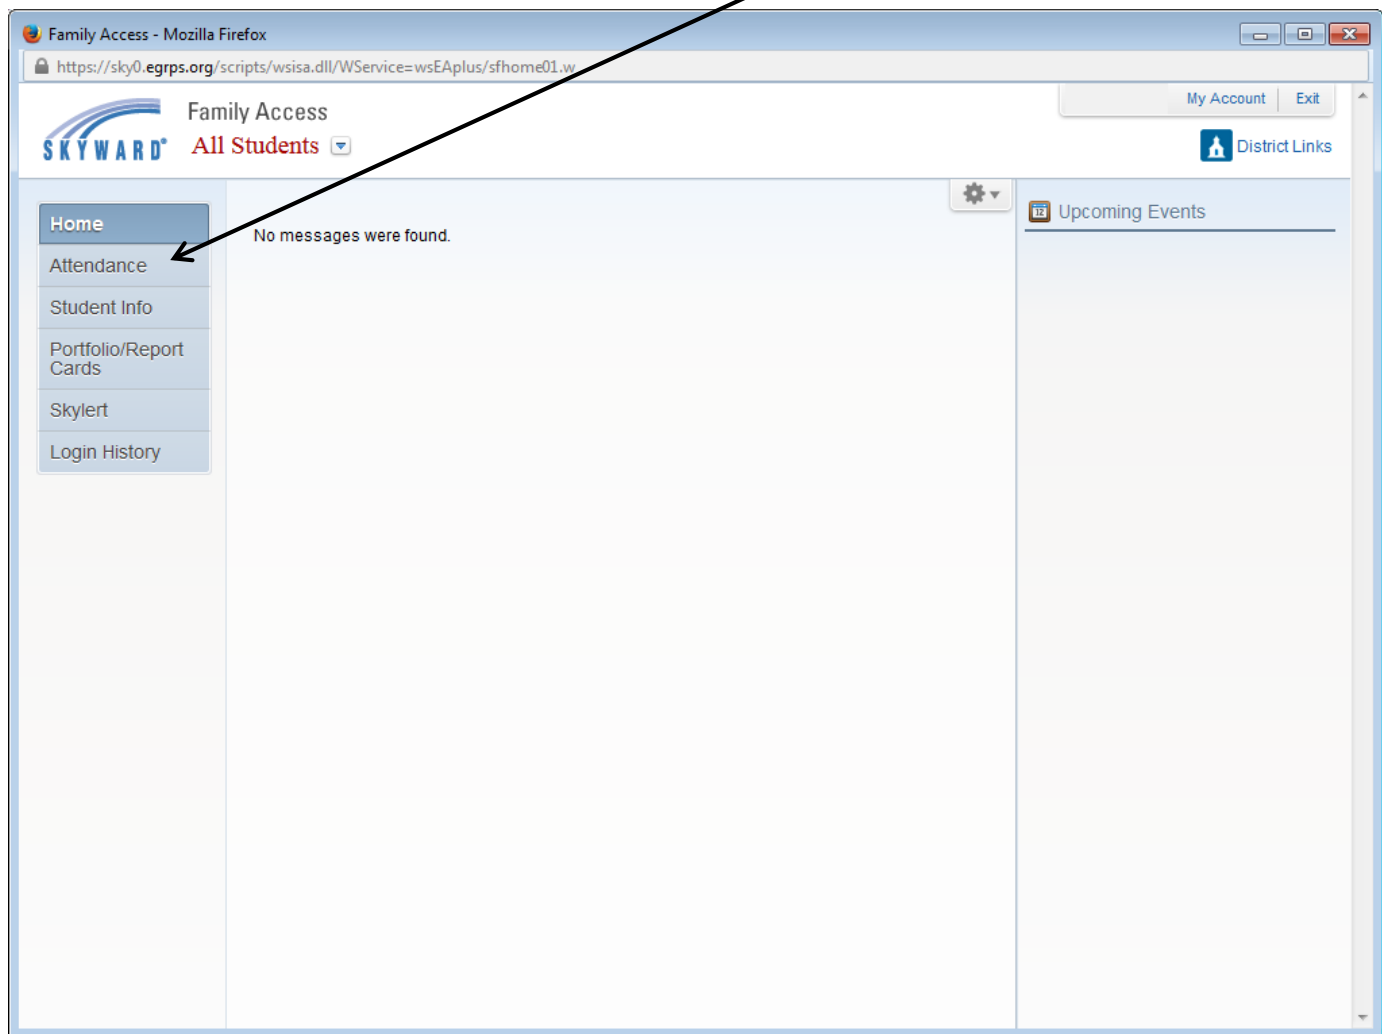 Family Access - Mozilla Firefox
https://sky0.egrps.org/scripts/wsisa.dll/WService=wsEAplus/sfhome01.w
My Account
Exit
Family Access
SKYWARD®
All Students
District Links
Home
Attendance
Student Info
Portfolio/Report
Cards
Skylert
Login History
No messages were found.
12
Upcoming Events